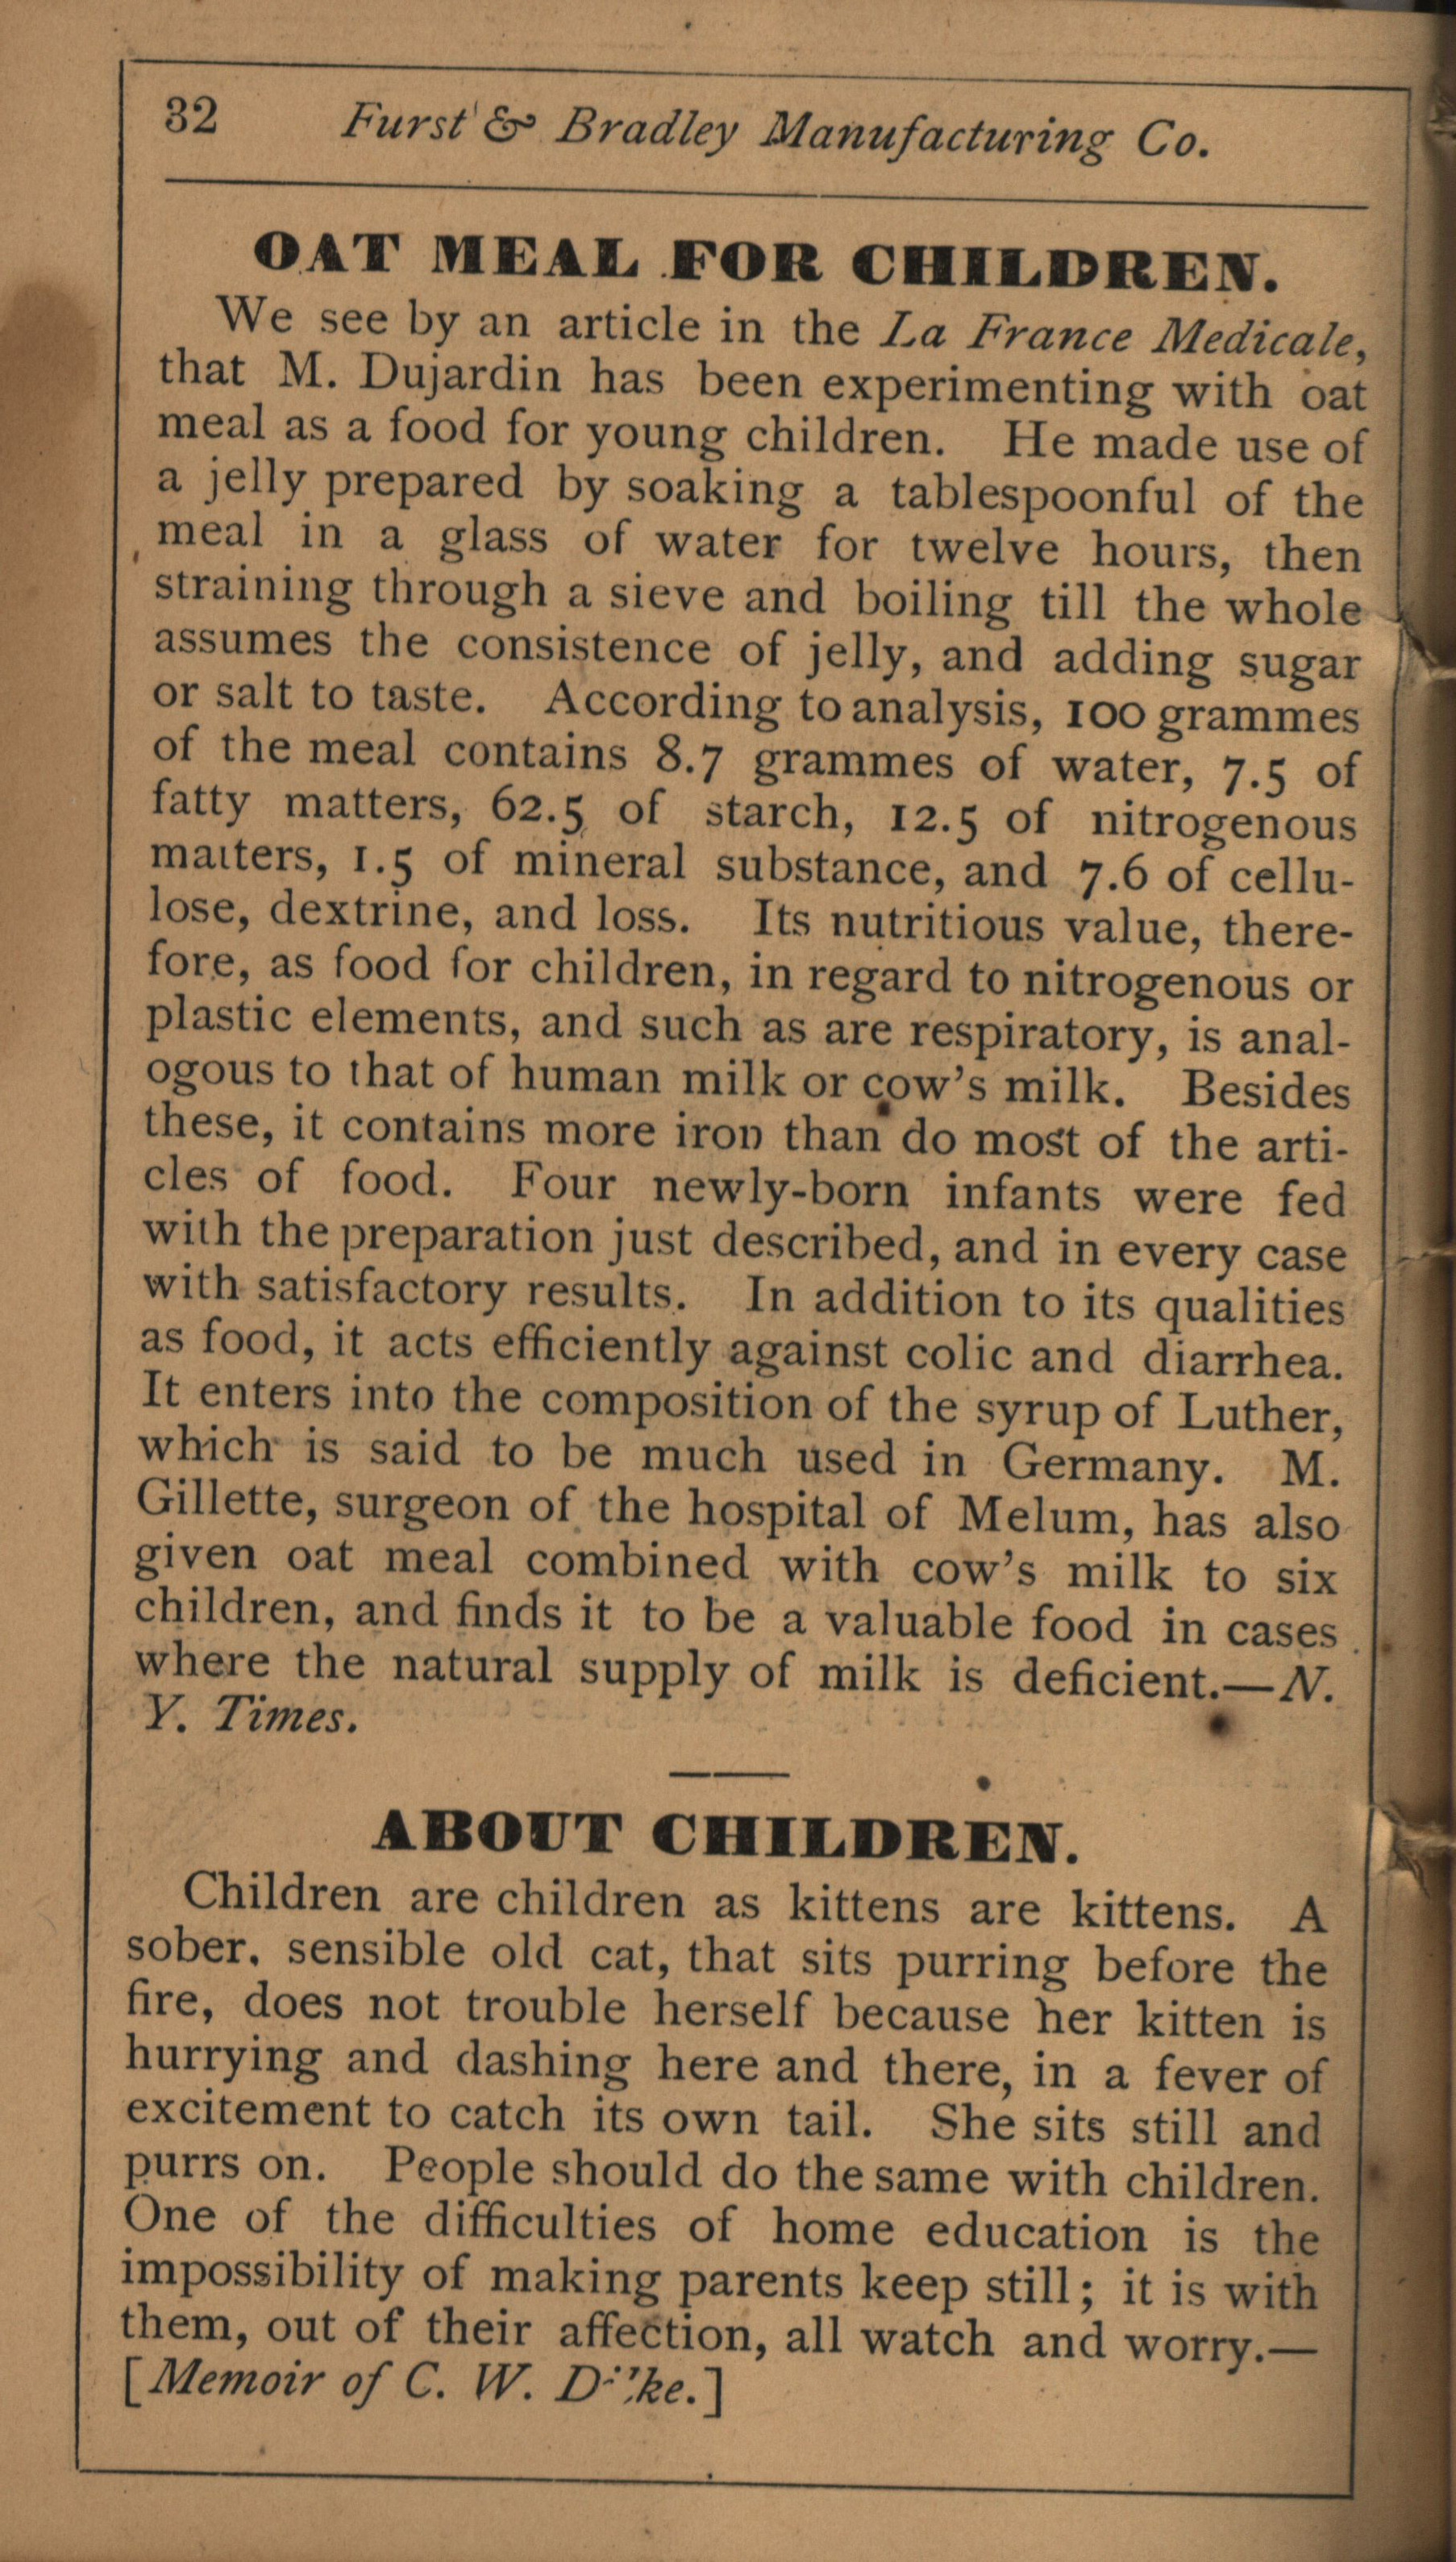 32 Furst & Bradley Manufacturing Co.
OAT MEAL FOR CHILDREN.
We see by an article in the La France Medicale,
that M. Dujardin has been experimenting with oat
meal as a food for young children. He made use of
a jelly prepared by soaking a tablespoonful of the
meal in a glass of water for twelve hours, then
straining through a sieve and boiling till the whole
assumes the consistence of jelly, and adding sugar
or salt to taste. According to analysis, 100 grammes
of the meal contains 8.7 grammes of water, 7.5 of
fatty matters, 62.5 of starch, 12.5 of nitrogenous
matters, 1.5 of mineral substance, and 7.6 of cellu-
lose, dextrine, and loss. Its nutritious value, there-
fore, as food for children, in regard to nitrogenous or
plastic elements, and such as are respiratory, is anal-
ogous to that of human milk or cow's milk. Besides
these, it contains more iron than do most of the arti-
cles of food. Four newly-born infants were fed
with the preparation just described, and in every case
with satisfactory results. In addition to its qualities
as food, it acts efficiently against colic and diarrhea.
It enters into the composition of the syrup of Luther,
which is said to be much used in Germany. M.
Gillette, surgeon of the hospital of Melum, has also
given oat meal combined with cow's milk to six
children, and finds it to be a valuable food in cases
where the natural supply of milk is deficient.—N.
Y. Times.
ABOUT CHILDREN.
Children are children as kittens are kittens. A
sober, sensible old cat, that sits purring before the
fire, does not trouble herself because her kitten is
hurrying and dashing here and there, in a fever of
excitement to catch its own tail. She sits still and
purrs on. People should do the same with children.
One of the difficulties of home education is the
impossibility of making parents keep still; it is with
them, out of their affection, all watch and worry.—
[Memoir of C. W. Dilke.]